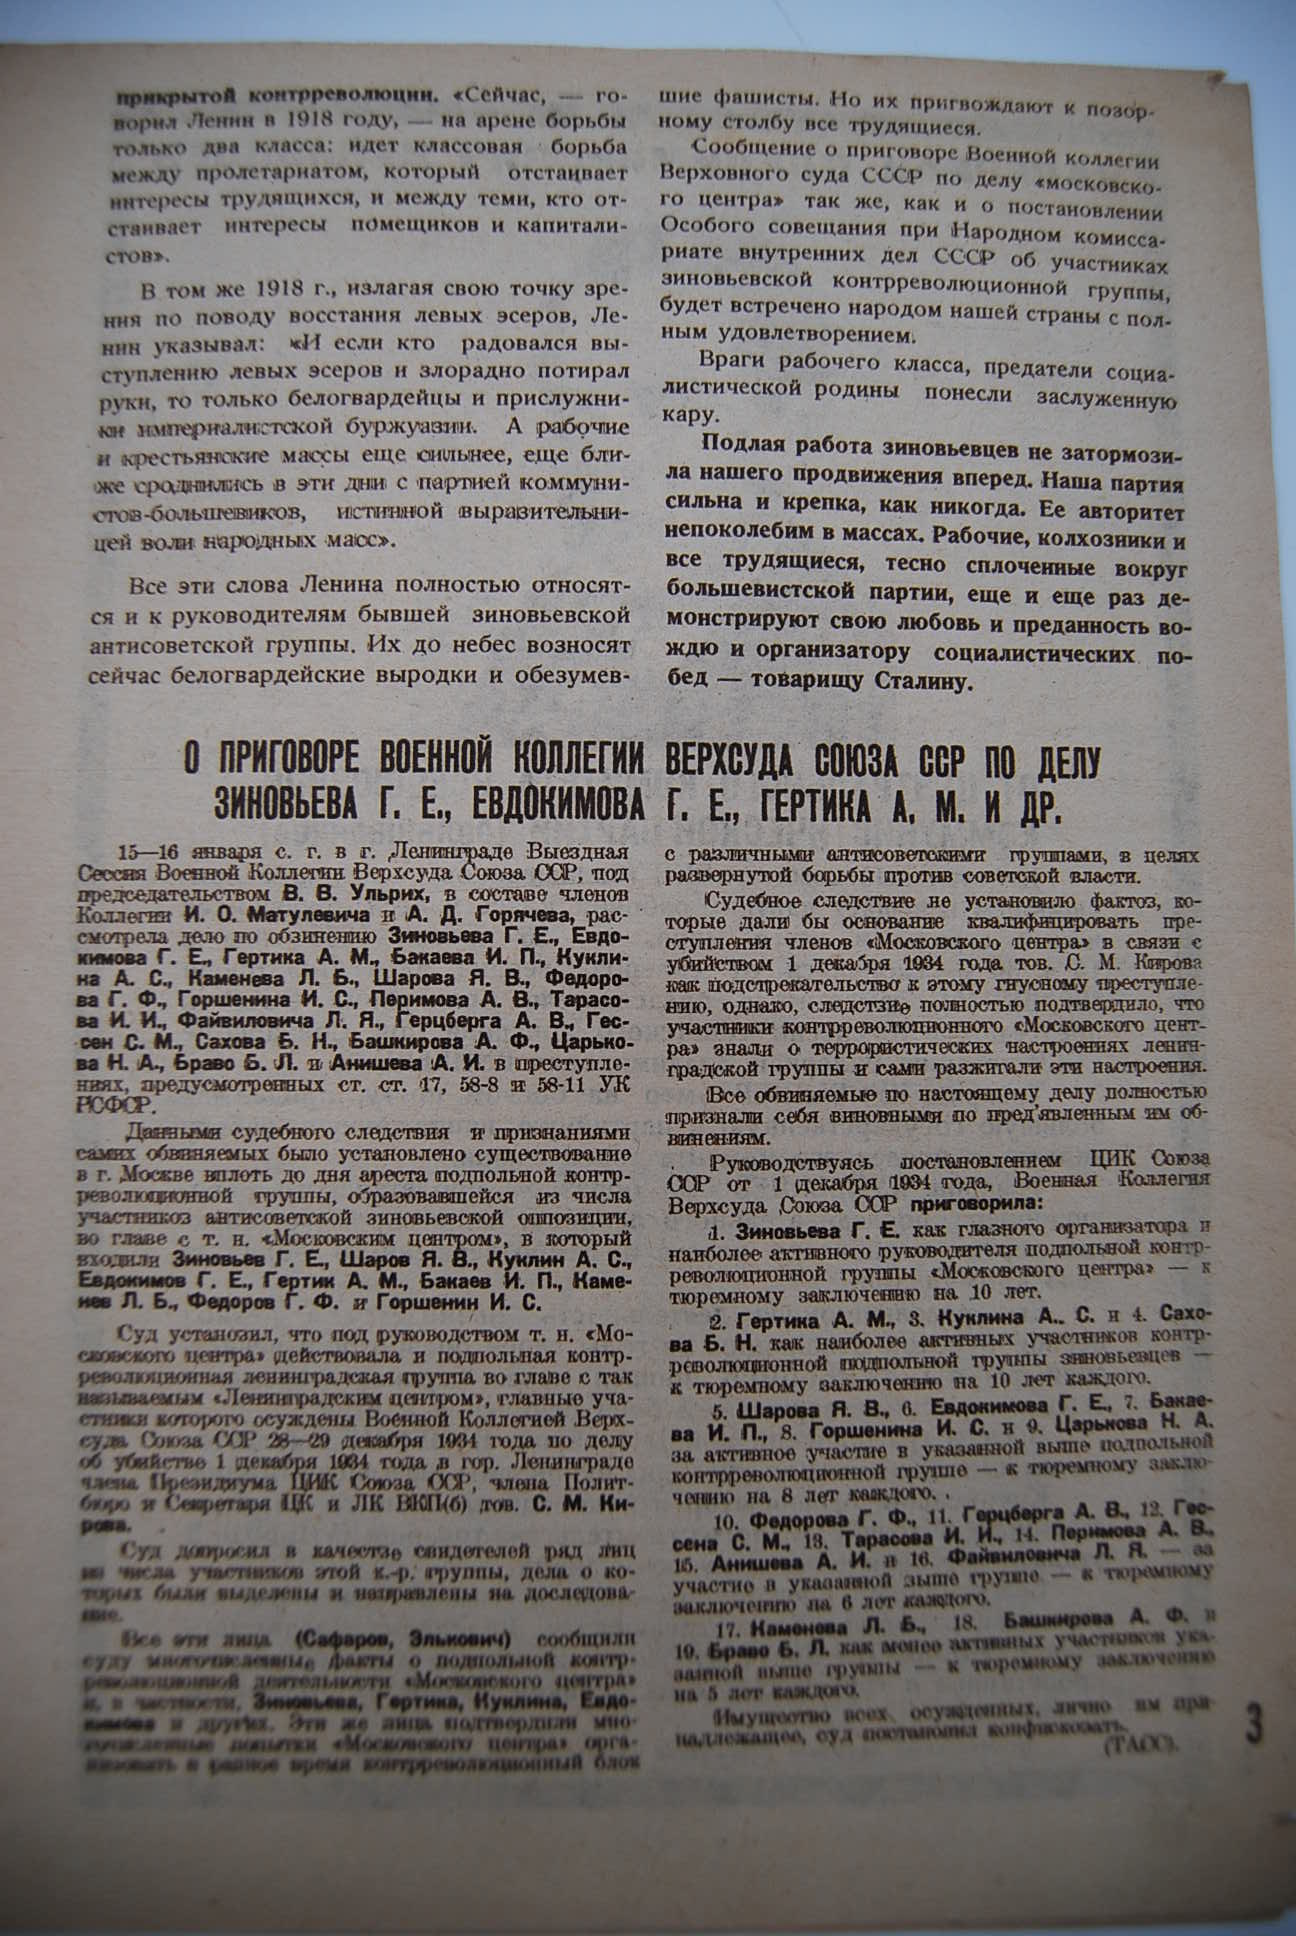 прикрытой контрреволюции. «Сейчас, — го-
ворил Ленин в 1918 году, — на арене борьбы
только два класса: идет классовая борьба
между пролетариатом, который отстаивает
интересы трудящихся, и между теми, кто от-
стаивает интересы помещиков и капитали-
стов».
В том же 1918 г., излагая свою точку зре-
ния по поводу восстания левых эсеров, Ле-
нин указывал: «И если кто радовался вы-
ступлению левых эсеров и злорадно потирал
руки, то только белогвардейцы и прислужни-
ки империалистской буржуазии. А рабочие
и крестьянские массы еще сильнее, еще бли-
же сроднились в эти дни с партией коммуни-
стов-большевиков, истинной выразительни-
цей воли народных масс».
Все эти слова Ленина полностью относят-
ся и к руководителям бывшей зиновьевской
антисоветской группы. Их до небес возносят
сейчас белогвардейские выродки и обезумев-
шие фашисты. Но их пригвождают к позор-
ному столбу все трудящиеся.
Сообщение о приговоре Военной коллегии
Верховного суда СССР по делу «московско-
го центра» так же, как и о постановлении
Особого совещания при Народном комисса-
риате внутренних дел СССР об участниках
зиновьевской контрреволюционной группы,
будет встречено народом нашей страны с пол-
ным удовлетворением.
Враги рабочего класса, предатели социа-
листической родины понесли заслуженную
кару.
Подлая работа зиновьевцев не затормози-
ла нашего продвижения вперед. Наша партия
сильна и крепка, как никогда. Ее авторитет
непоколебим в массах. Рабочие, колхозники и
все трудящиеся, тесно сплоченные вокруг
большевистской партии, еще и еще раз де-
монстрируют свою любовь и преданность во-
ждю и организатору социалистических по-
бед — товарищу Сталину.
О ПРИГОВОРЕ ВОЕННОЙ КОЛЛЕГИИ ВЕРХСУДА СОЮЗА ССР ПО ДЕЛУ
ЗИНОВЬЕВА Г. Е., ЕВДОКИМОВА Г. Е., ГЕРТИКА А. М. И ДР.
15—16 января с. г. в г. Ленинграде Выездная
Сессия Военной Коллегии Верхсуда Союза ССР, под
председательством В. В. Ульрих, в составе членов
Коллегии И. О. Матулевича и А. Д. Горячева, рас-
смотрела дело по обзинению Зиновьева Г. Е., Евдо-
кимова Г. Е., Гертика А. М., Бакаева И. П., Кукли-
на А. С., Каменева Л. Б., Шарова Я. В., Федоро-
ва Г. Ф., Горшенина И. С., Перимова А. В., Тарасо-
ва И. И., Файвиловича Л. Я., Герцберга А. В., Гес-
сен С. М., Сахова Б. Н., Башкирова А. Ф., Царько-
ва Н. А., Браво Б. Л. и Анишева А. И. в преступле-
ниях, предусмотренных ст. ст. 17, 58-8 и 58-11 УК
РСФСР.
Данными судебного следствия и признаниями
самих обвиняемых было установлено существование
в г. Москве вплоть до дня ареста подпольной контр-
революционной группы, образовавшейся из числа
участникоз антисоветской зиновьевской оппозиции,
во главе с т. н. «Московским центром», в который
входили Зиновьев Г. Е., Шаров Я. В., Куклин А. С.,
Евдокимов Г. Е., Гертик А. М., Бакаев И. П., Каме-
нев Л. Б., Федоров Г. Ф. и Горшенин И. С.
Суд устанозил, что под руководством т. н. «Мо-
сковского центра» действовала и подпольная контр-
революционная ленинградская группа во главе с так
называемым «Ленинградским центром», главные уча-
стники которого осуждены Военной Коллегией Верх-
суда Союза ССР 28—29 декабря 1934 года по делу
об убийстве 1 декабря 1934 года в гор. Ленинграде
члена Президиума ЦИК Союза ССР, члена Полит-
бюро и Секретаря ЦК и ЛК ВКП(б) тов. С. М. Ки-
рова.
Суд допросил в качестзе свидетелей ряд лиц
из числа участников этой к.-р. группы, дела о ко-
торых были выделены и направлены на доследова-
ние.
Все эти лица (Сафаров, Элькович) сообщили
суду многочисленные факты о подпольной контр-
революционной деятельности «Московского центра»
и, в частности, Зиновьева, Гертика, Куклина, Евдо-
кимова и других. Эти же лица подтвердили мно-
гочисленные попытки «Московского центра» орга-
низовать в разное время контрреволюционный блок
с различными антисоветскими группами, в целях
развернутой борьбы против советской власти.
Судебное следствие не установило фактоз, ко-
торые дали бы основание квалифицировать пре-
ступления членов «Московского центра» в связи с
убийством 1 декабря 1934 года тов. С. М. Кирова
как подстрекательство к этому гнусному преступле-
нию, однако, следствие полностью подтвердило, что
участники контрреволюционного «Московского цент-
ра» знали о террористических настроениях ленин-
градской группы и сами разжигали эти настроения.
Все обвиняемые по настоящему делу полностью
признали себя виновными по пред'явленным им об-
винениям.
Руководствуясь постановлением ЦИК Союза
ССР от 1 декабря 1934 года, Военная Коллегия
Верхсуда Союза ССР приговорила:
1. Зиновьева Г. Е. как глазного организатора и
наиболее активного руководителя подпольной контр-
революционной группы «Московского центра» — к
тюремному заключению на 10 лет.
2. Гертика А. М., 3. Куклина А. С. и 4. Сахо-
ва Б. Н. как наиболее активных участников контр-
революционной подпольной группы зиновьевцев —
к тюремному заключению на 10 лет каждого.
5. Шарова Я. В., 6. Евдокимова Г. Е., 7. Бакае-
ва И. П., 8. Горшенина И. С. и 9. Царькова Н. А.
за активное участие в указанной выше подпольной
контрреволюционной группе — к тюремному заклю-
чению на 8 лет каждого.
10. Федорова Г. Ф., 11. Герцберга А. В., 12. Гес-
сена С. М., 13. Тарасова И. И., 14. Перимова А. В.,
15. Анишева А. И. и 16. Файвиловича Л. Я. — за
участие в указанной зыше группе — к тюремному
заключению на 6 лет каждого.
17. Каменева Л. Б., 18. Башкирова А. Ф. и
19. Браво Б. Л. как менее активных участников ука-
занной выше группы — к тюремному заключению
на 5 лет каждого.
Имущество всех осужденных, лично им при-
надлежащее, суд постановил конфисковать.
(ТАСС).
3